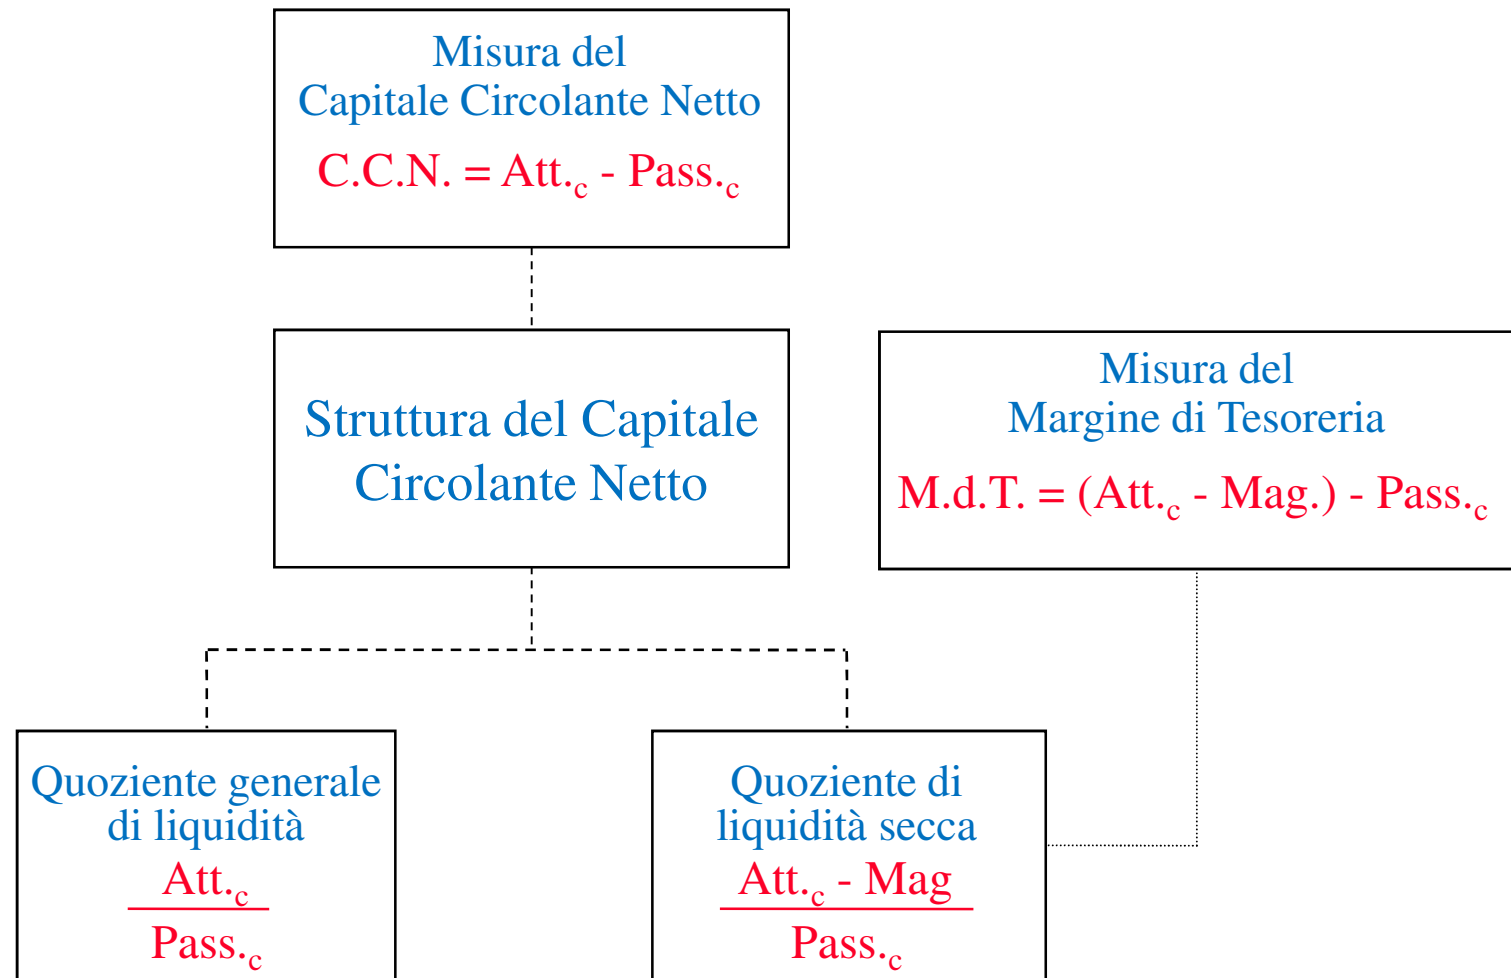 Misura del
Capitale Circolante Netto
C.C.N. = Att.c - Pass.c
Struttura del Capitale
Circolante Netto
Misura del
Margine di Tesoreria
M.d.T. = (Att.c - Mag.) - Pass.c
Quoziente generale
di liquidità
Att.c
Pass.c
Quoziente di
liquidità secca
Att.c - Mag
Pass.c